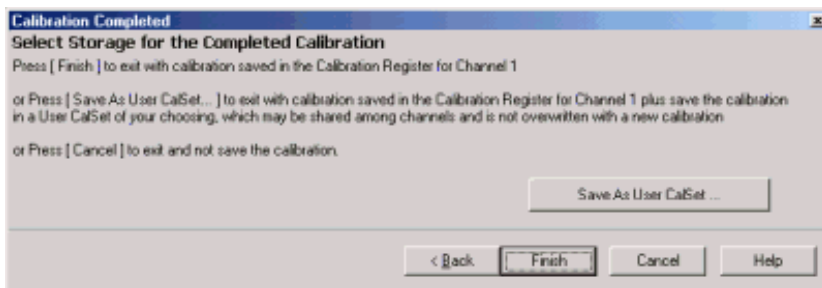 Calibration Completed
Select Storage for the Completed Calibration
Press [ Finish ] to exit with calibration saved in the Calibration Register for Channel 1
or Press [ Save As User CalSet... ] to exit with calibration saved in the Calibration Register for Channel 1 plus save the calibration
in a User CalSet of your choosing, which may be shared among channels and is not overwritten with a new calibration
or Press [ Cancel ] to exit and not save the calibration.
Save As User CalSet ...
< Back
Finish
Cancel
Help